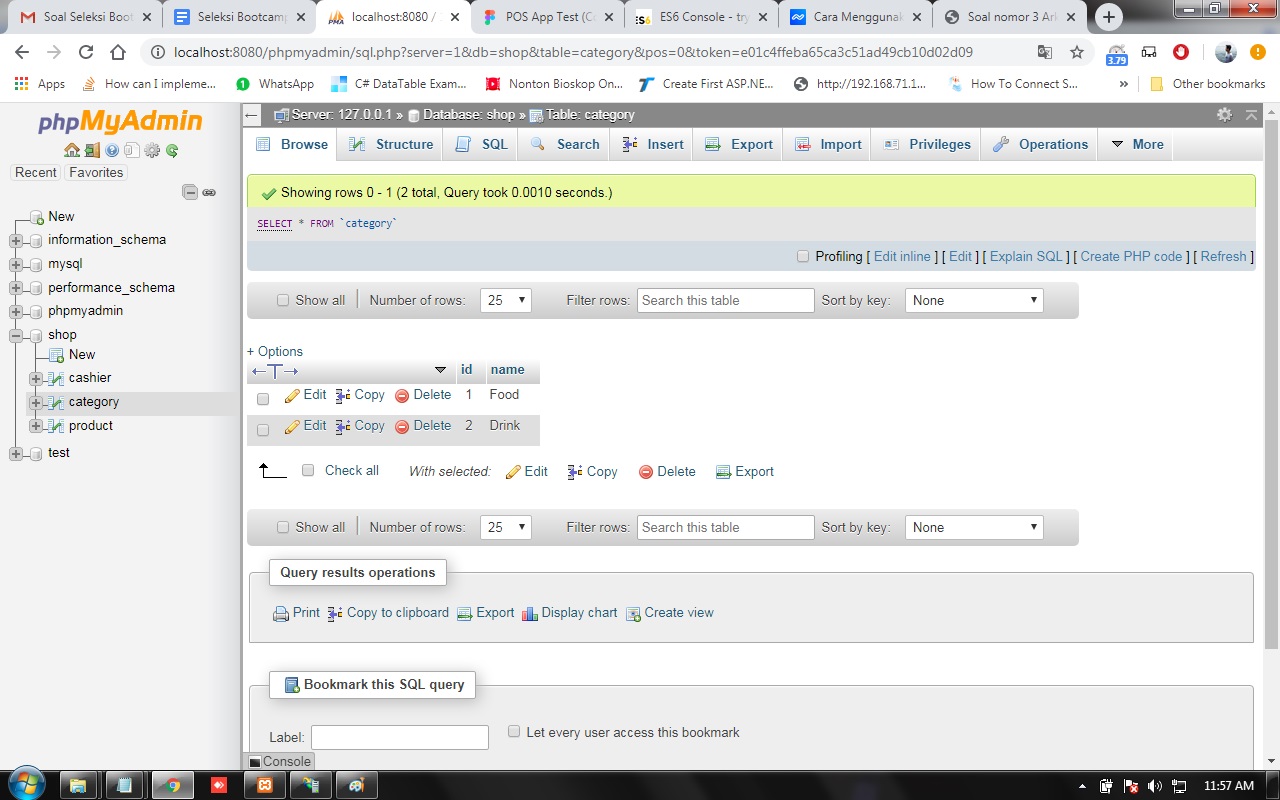 Soal Seleksi Boot
Seleksi Bootcamp
localhost:8080 /
POS App Test (Co
ES6 Console - try
Cara Menggunak
Soal nomor 3 Ark
localhost:8080/phpmyadmin/sql.php?server=1&db=shop&table=category&pos=0&token=e01c4ffeba65ca3c51ad49cb10d02d09
3.79
Apps How can I impleme... WhatsApp C# DataTable Exam... Nonton Bioskop On... Create First ASP.NE... http://192.168.71.1... How To Connect S... » Other bookmarks
phpMyAdmin
Recent Favorites
New
information_schema
mysql
performance_schema
phpmyadmin
shop
New
cashier
category
product
test
Server: 127.0.0.1 » Database: shop » Table: category
Browse Structure SQL Search Insert Export Import Privileges Operations More
Showing rows 0 - 1 (2 total, Query took 0.0010 seconds.)
SELECT * FROM `category`
Profiling [ Edit inline ] [ Edit ] [ Explain SQL ] [ Create PHP code ] [ Refresh ]
Show all Number of rows: 25 Filter rows: Search this table Sort by key: None
+ Options
id name
Edit Copy Delete 1 Food
Edit Copy Delete 2 Drink
Check all With selected: Edit Copy Delete Export
Show all Number of rows: 25 Filter rows: Search this table Sort by key: None
Query results operations
Print Copy to clipboard Export Display chart Create view
Bookmark this SQL query
Label: Let every user access this bookmark
Console
11:57 AM